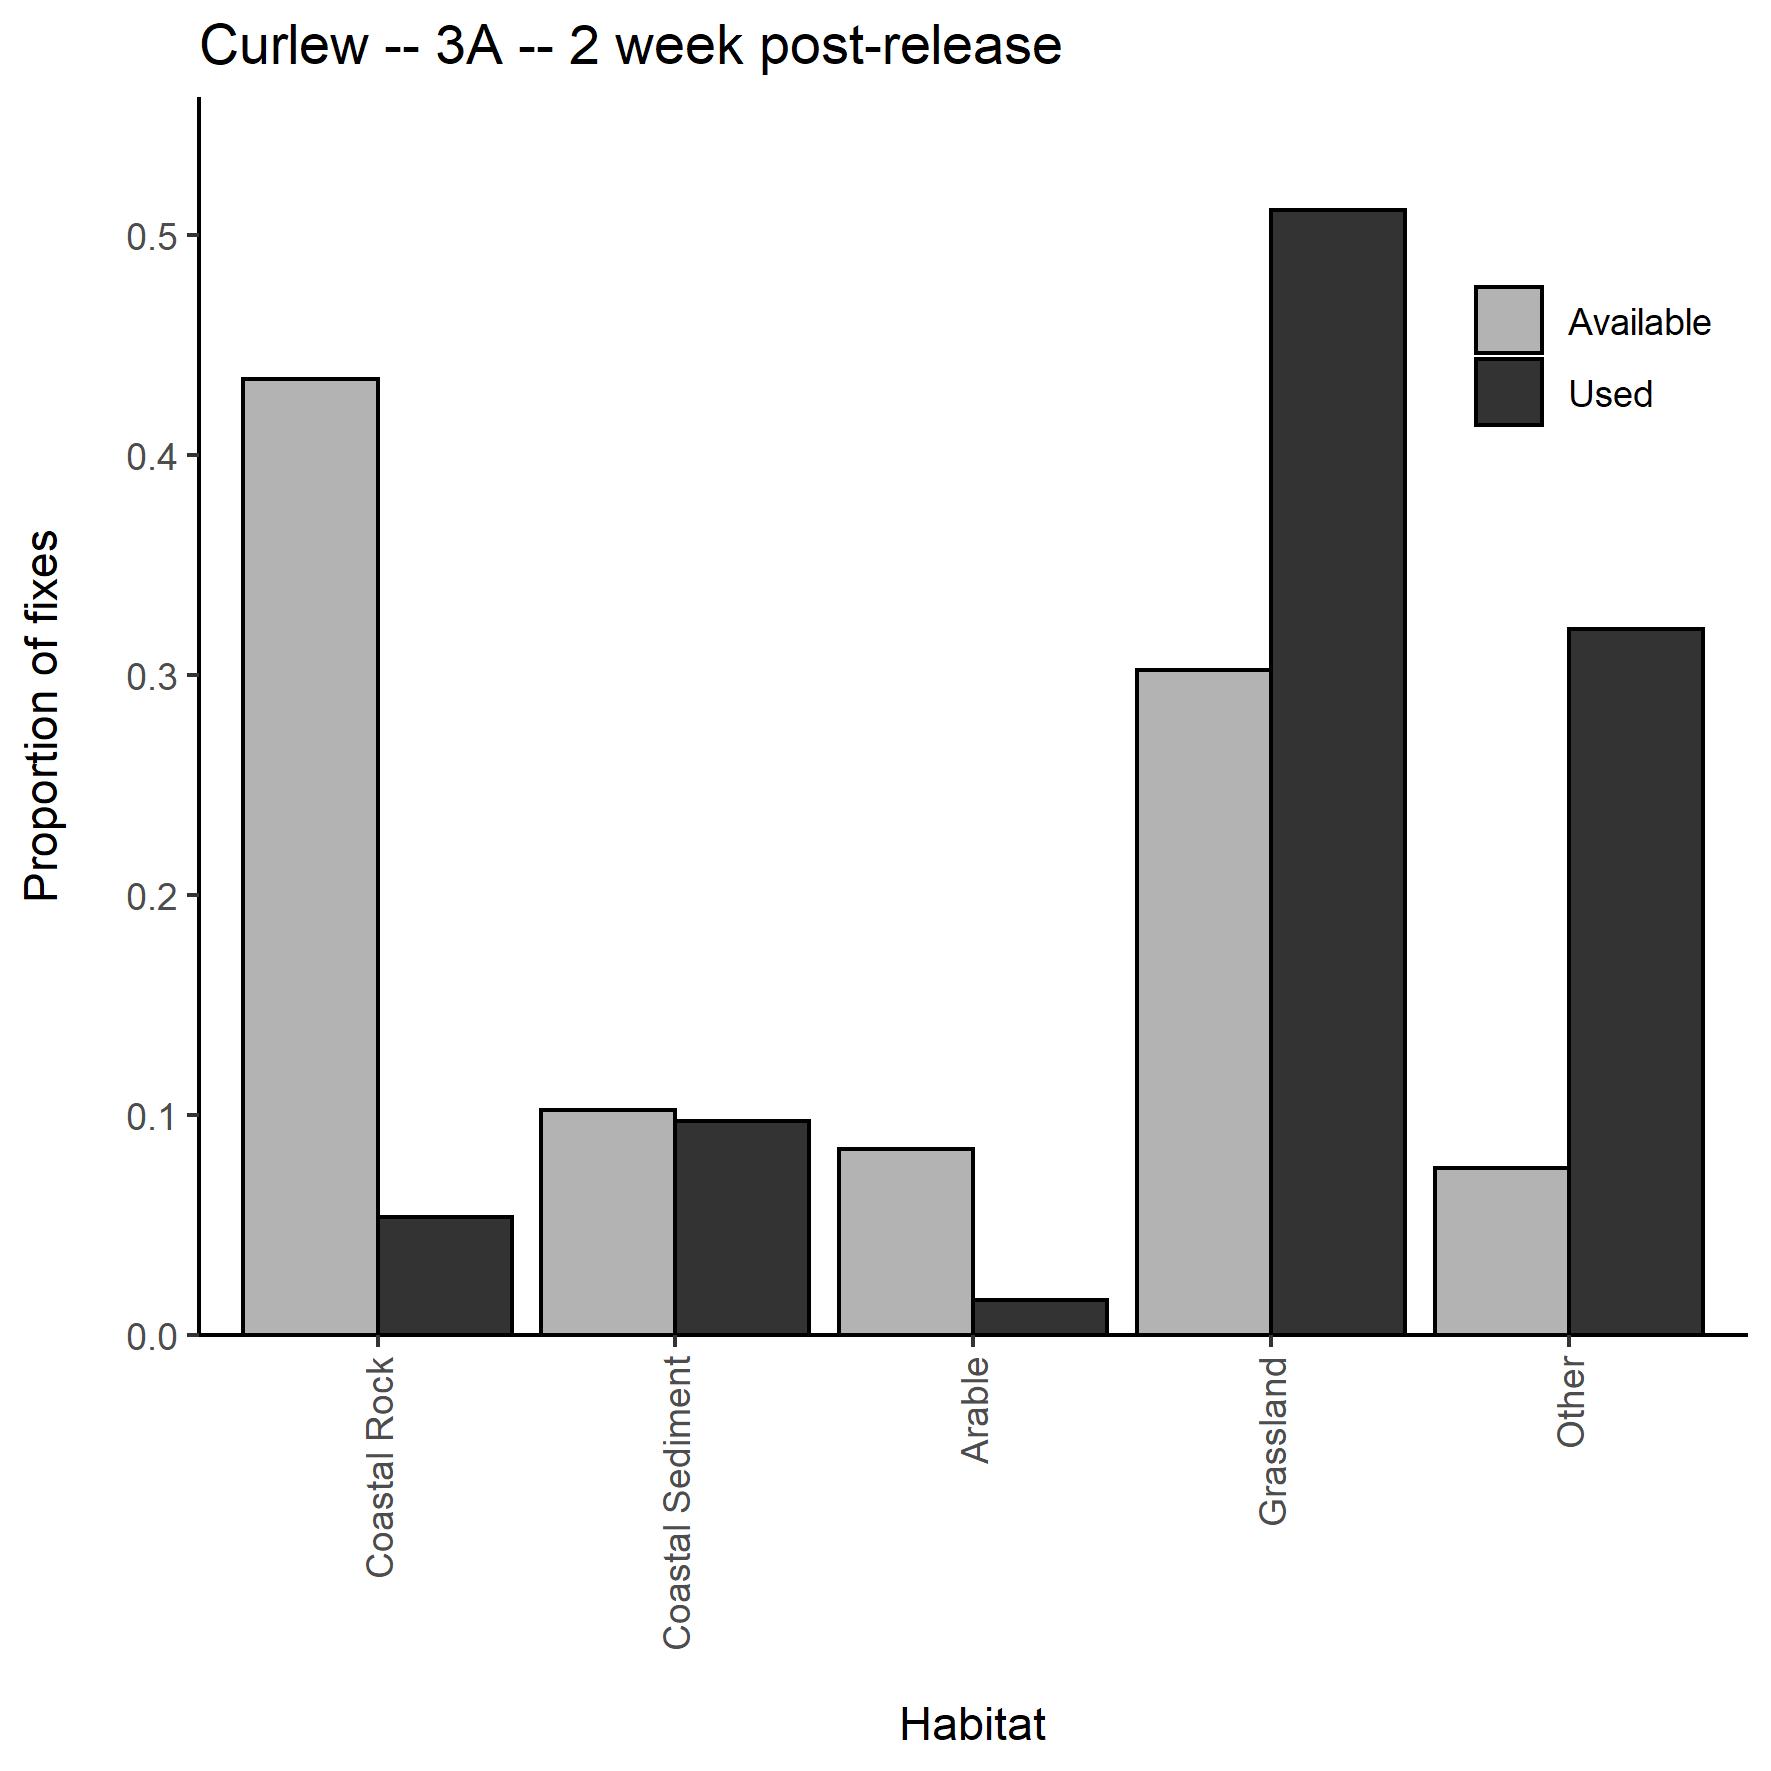 Curlew -- 3A -- 2 week post-release
Proportion of fixes
0.5
0.4
0.3
0.2
0.1
0.0
Available
Used
Coastal Rock
Coastal Sediment
Arable
Grassland
Other
Habitat